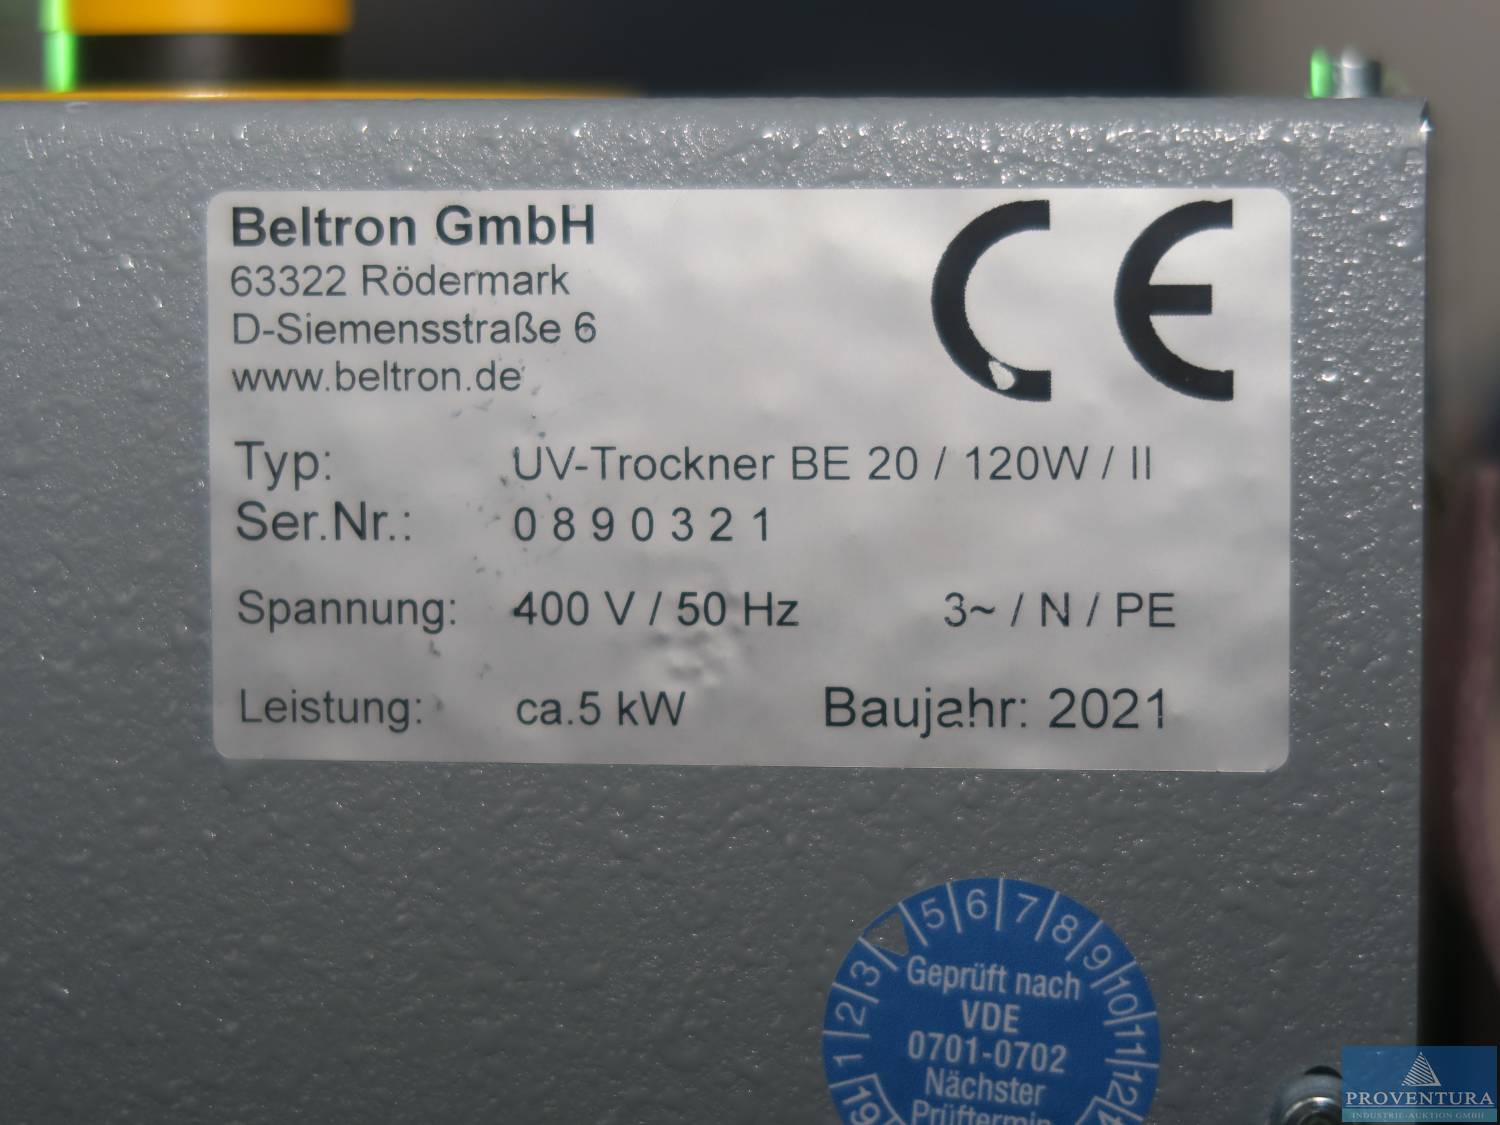 Beltron GmbH
63322 Rödermark
D-Siemensstraße 6
www.beltron.de
CE
Typ: UV-Trockner BE 20 / 120W / II
Ser.Nr.: 0 8 9 0 3 2 1
Spannung: 400 V / 50 Hz 3~ / N / PE
Leistung: ca.5 kW Baujahr: 2021
1 2 3 5 6 7 8 9 10 11 12
Geprüft nach
VDE
0701-0702
Nächster
Prüftermin
19
PROVENTURA
INDUSTRIE-AUKTION GMBH